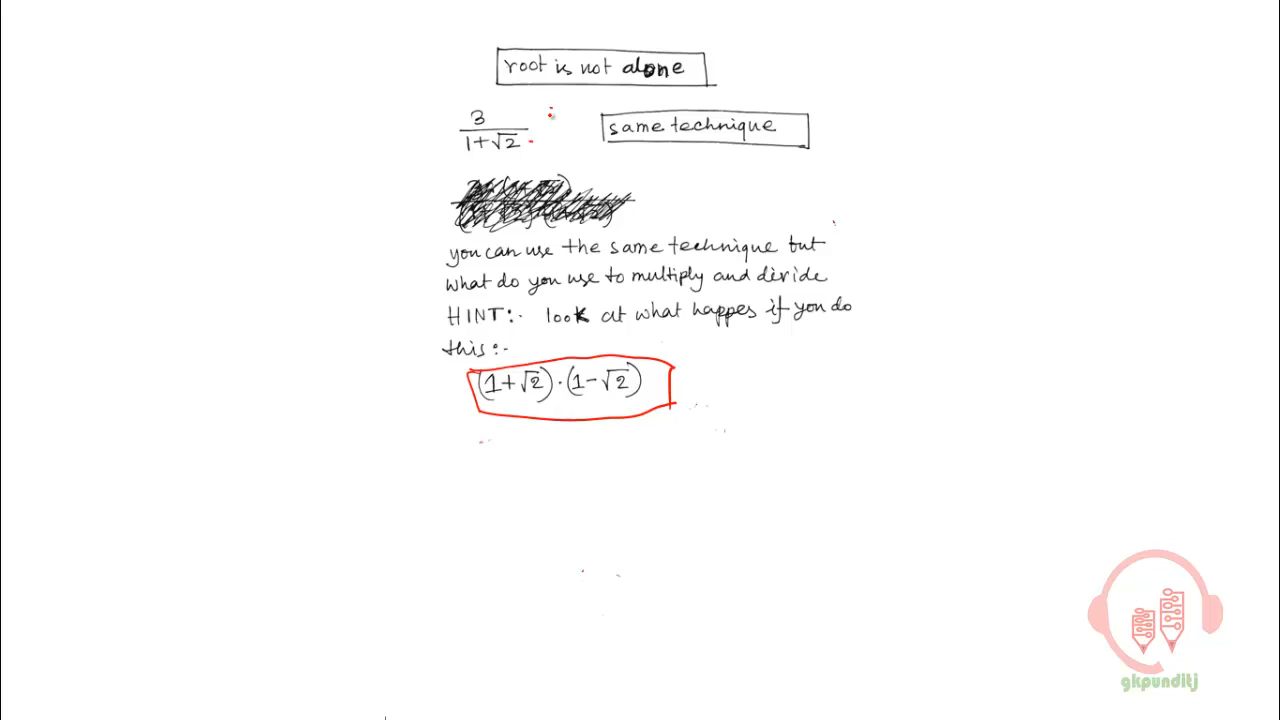 root is not alone
3
1+√2
same technique
you can use the same technique but
what do you use to multiply and divide
HINT:- look at what happes if you do
this:-
(1+√2)·(1-√2)
gkpunditj